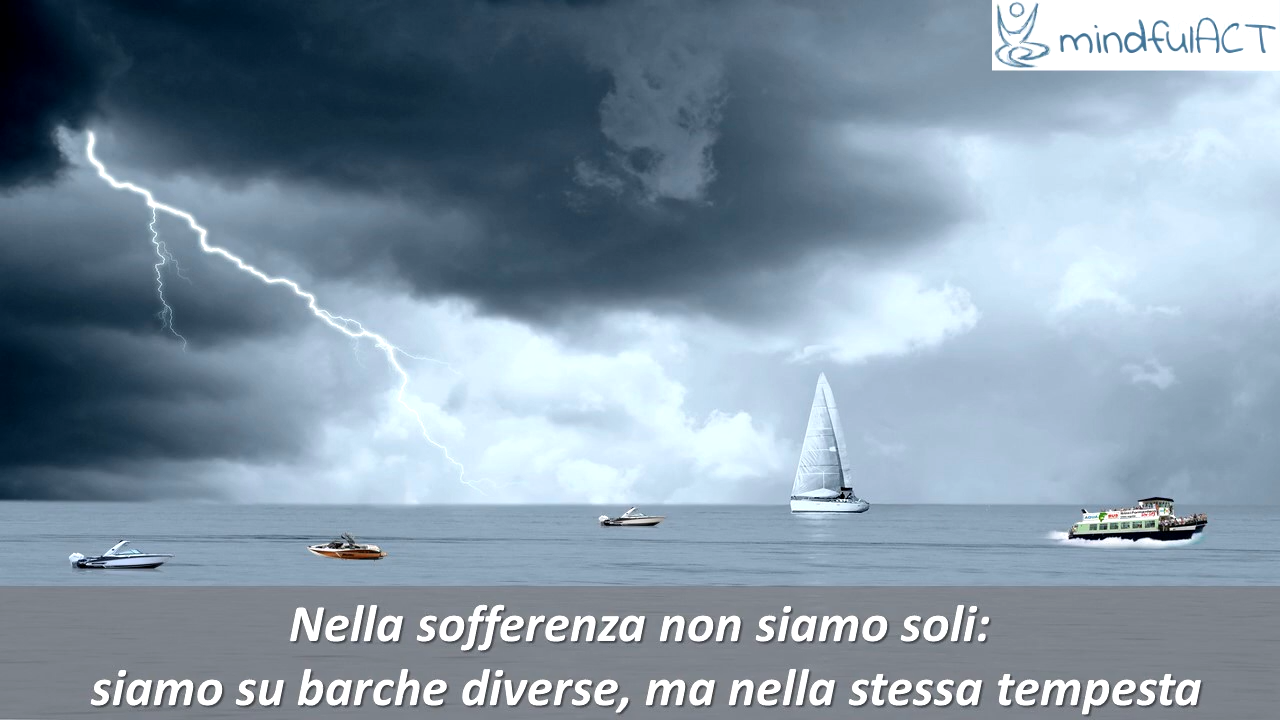 mindfulACT
Nella sofferenza non siamo soli:
siamo su barche diverse, ma nella stessa tempesta